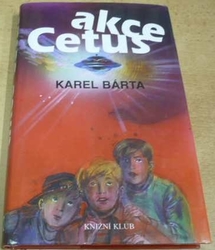 akce
Cetus
KAREL BÁRTA
KNIŽNÍ KLUB